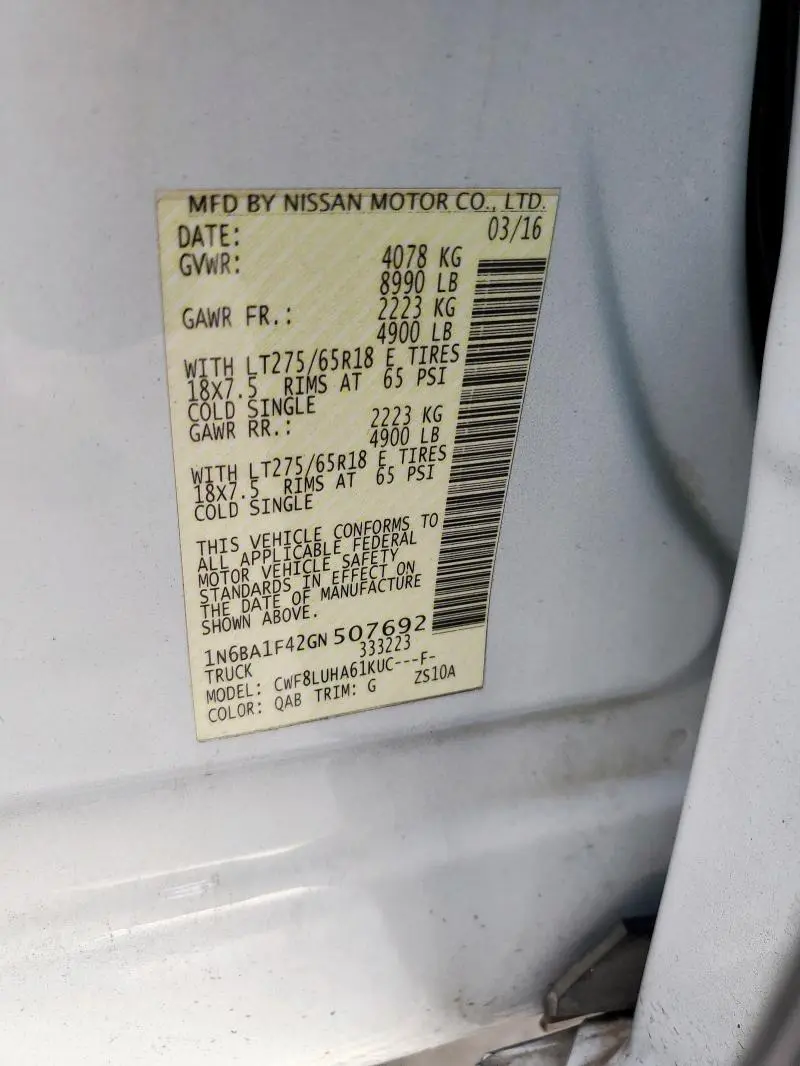 MFD BY NISSAN MOTOR CO., LTD.
DATE: 03/16
GVWR: 4078 KG
8990 LB
GAWR FR.: 2223 KG
4900 LB
WITH LT275/65R18 E TIRES
18X7.5 RIMS AT 65 PSI
COLD SINGLE
GAWR RR.: 2223 KG
4900 LB
WITH LT275/65R18 E TIRES
18X7.5 RIMS AT 65 PSI
COLD SINGLE
THIS VEHICLE CONFORMS TO
ALL APPLICABLE FEDERAL
MOTOR VEHICLE SAFETY
STANDARDS IN EFFECT ON
THE DATE OF MANUFACTURE
SHOWN ABOVE.
1N6BA1F42GN507692
TRUCK 333223
MODEL: CWF8LUHA61KUC---F-
COLOR: QAB TRIM: G ZS10A